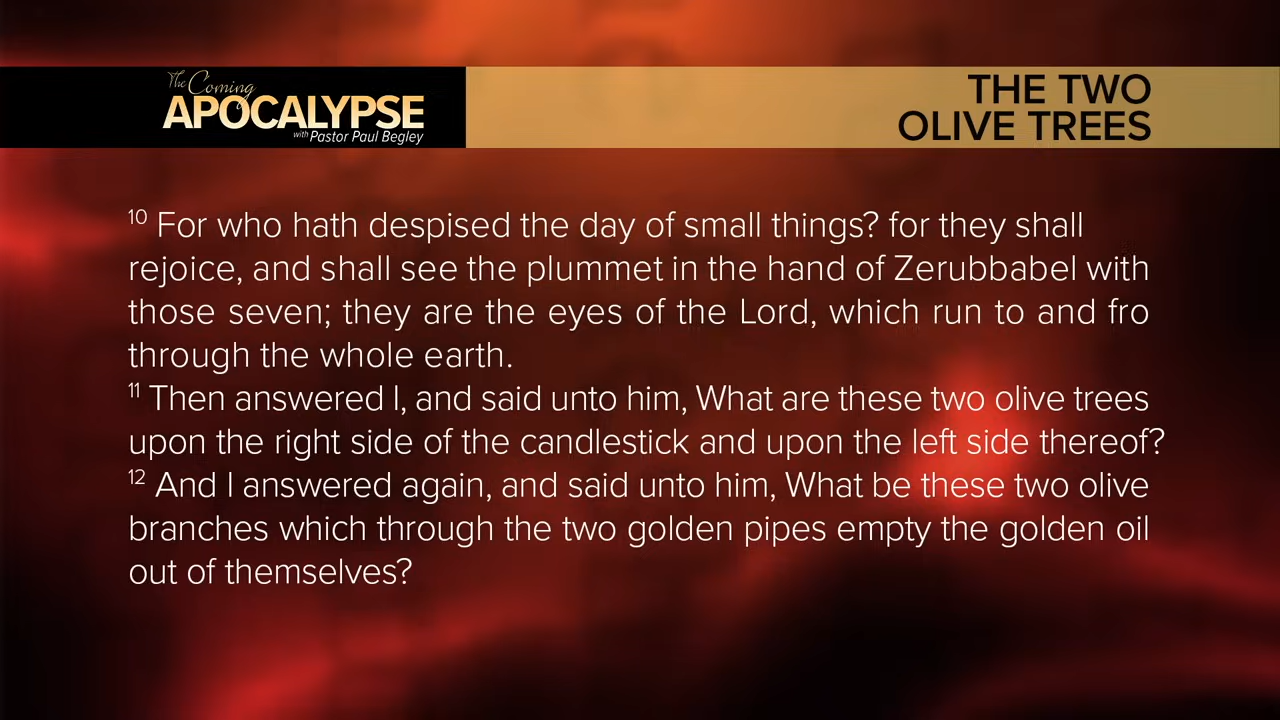 The Coming
APOCALYPSE
with Pastor Paul Begley
THE TWO
OLIVE TREES
10 For who hath despised the day of small things? for they shall
rejoice, and shall see the plummet in the hand of Zerubbabel with
those seven; they are the eyes of the Lord, which run to and fro
through the whole earth.
11 Then answered I, and said unto him, What are these two olive trees
upon the right side of the candlestick and upon the left side thereof?
12 And I answered again, and said unto him, What be these two olive
branches which through the two golden pipes empty the golden oil
out of themselves?